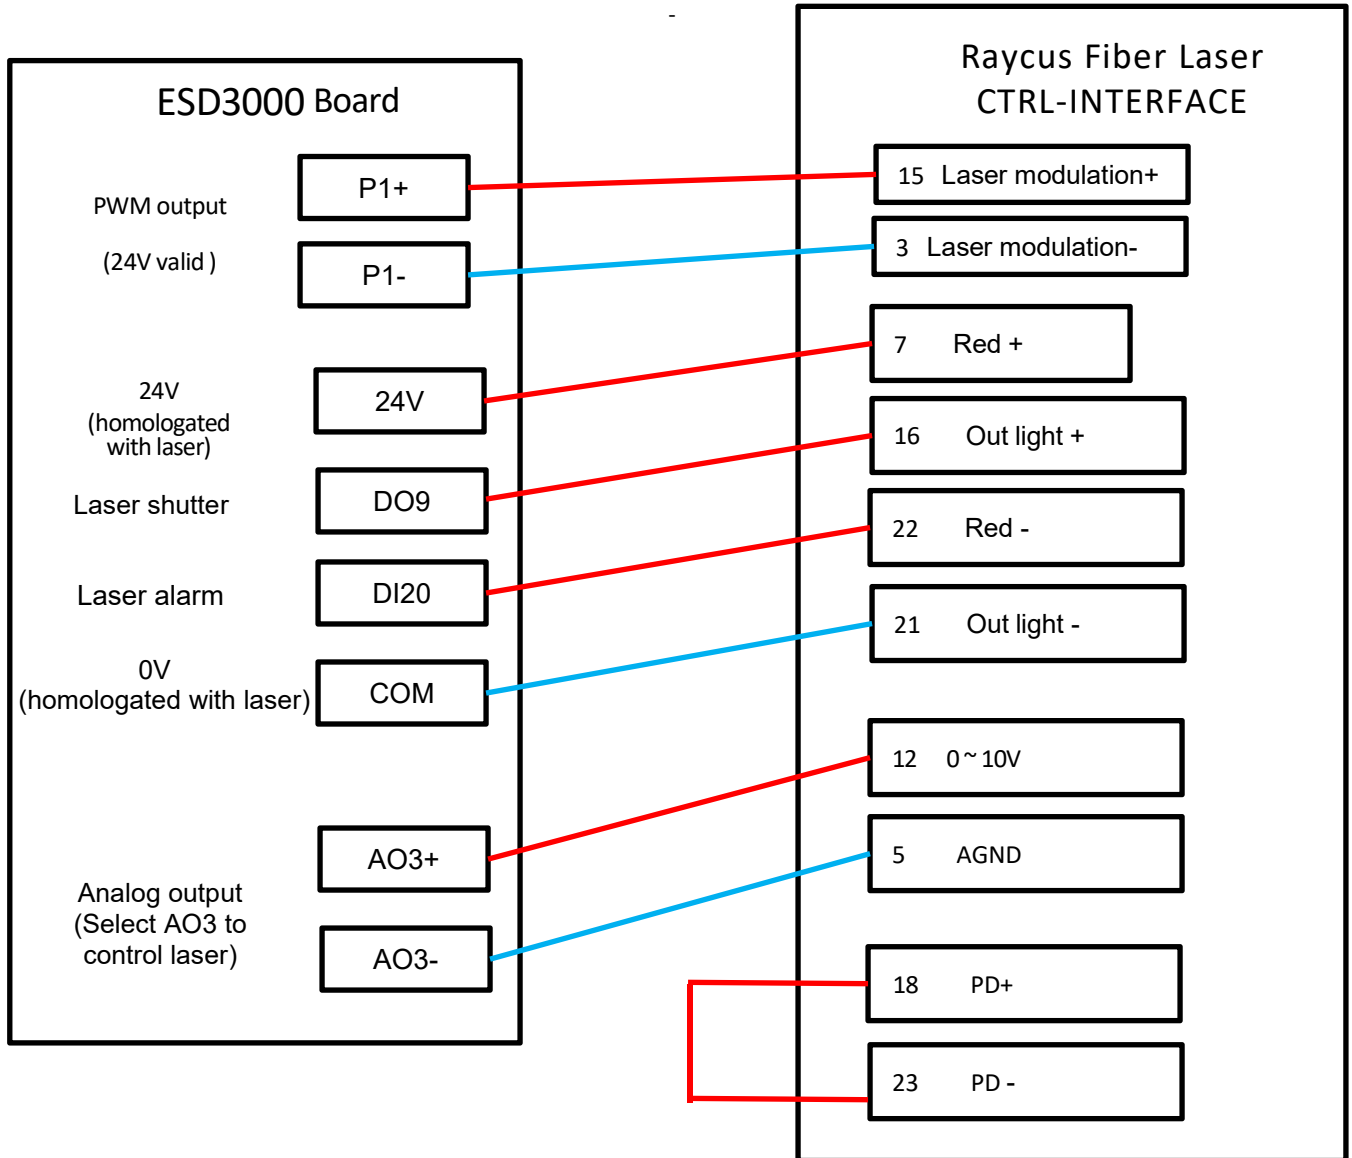 -
ESD3000 Board
PWM output
(24V valid )
P1+
P1-
24V
(homologated
with laser)
24V
Laser shutter
DO9
Laser alarm
DI20
0V
(homologated with laser)
COM
Analog output
(Select AO3 to
control laser)
AO3+
AO3-
Raycus Fiber Laser
CTRL-INTERFACE
15 Laser modulation+
3 Laser modulation-
7 Red +
16 Out light +
22 Red -
21 Out light -
12 0~10V
5 AGND
18 PD+
23 PD -